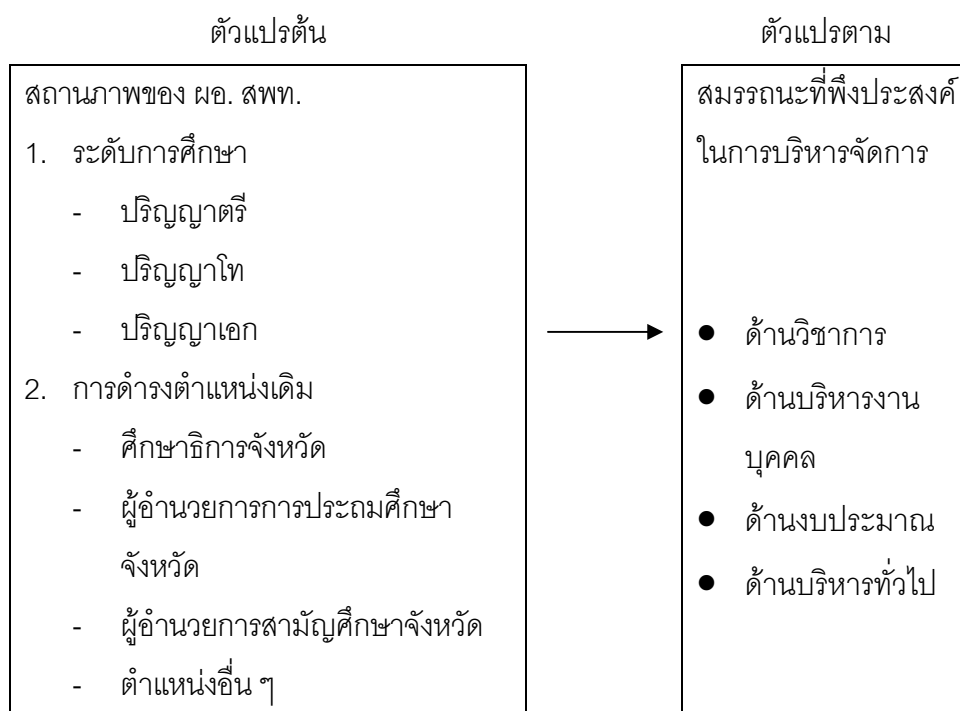 ตัวแปรต้น
สถานภาพของ ผอ. สพท.
1. ระดับการศึกษา
- ปริญญาตรี
- ปริญญาโท
- ปริญญาเอก
2. การดำรงตำแหน่งเดิม
- ศึกษาธิการจังหวัด
- ผู้อำนวยการการประถมศึกษา
จังหวัด
- ผู้อำนวยการสามัญศึกษาจังหวัด
- ตำแหน่งอื่น ๆ
ตัวแปรตาม
สมรรถนะที่พึงประสงค์
ในการบริหารจัดการ
● ด้านวิชาการ
● ด้านบริหารงาน
บุคคล
● ด้านงบประมาณ
● ด้านบริหารทั่วไป